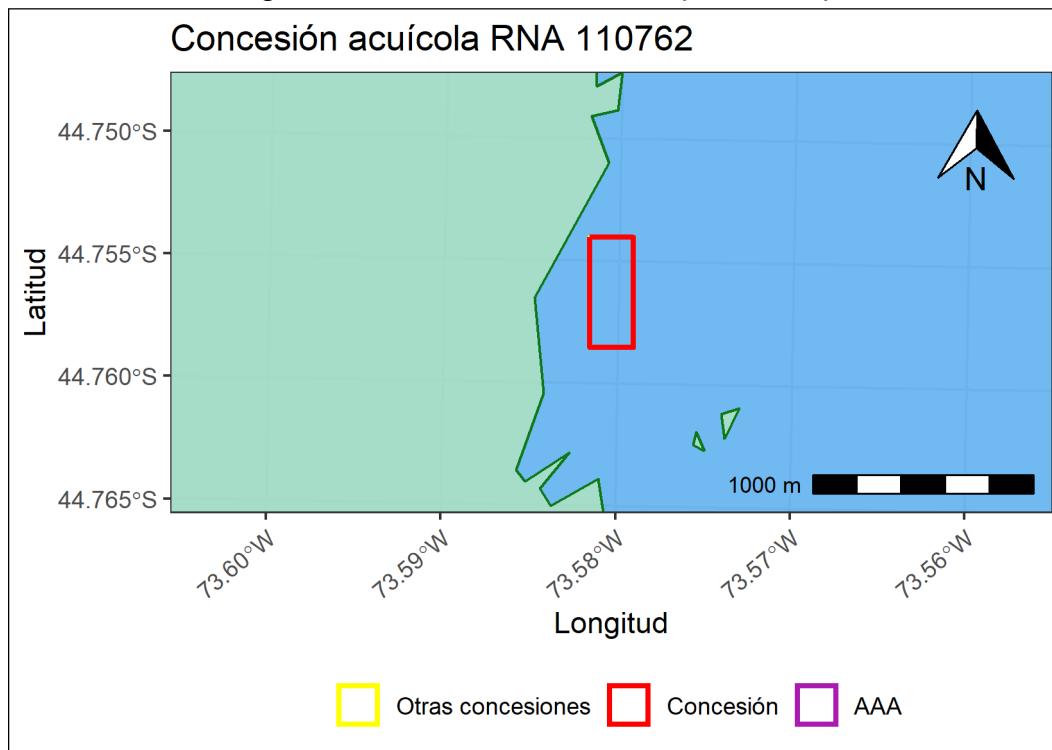 Concesión acuícola RNA 110762
44.750°S
44.755°S
44.760°S
44.765°S
Latitud
N
1000 m
73.60°W
73.59°W
73.58°W
73.57°W
73.56°W
Longitud
Otras concesiones
Concesión
AAA